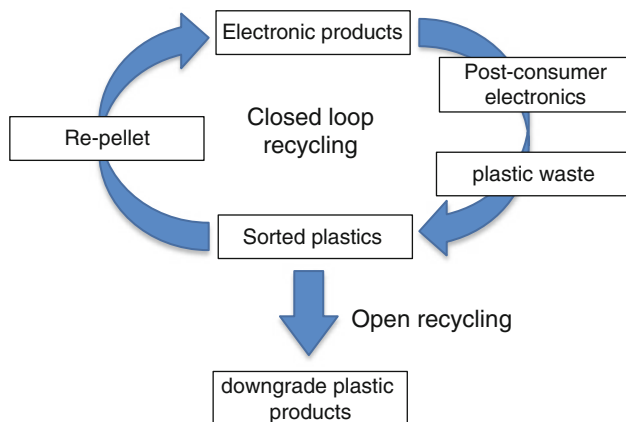 Electronic products
Post-consumer
electronics
Closed loop
recycling
Re-pellet
plastic waste
Sorted plastics
Open recycling
downgrade plastic
products